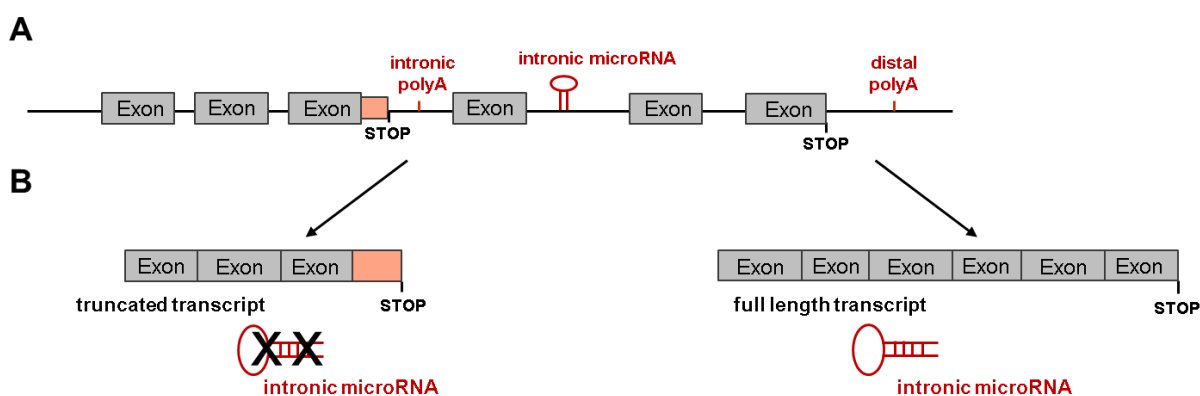 A
intronic
polyA
intronic microRNA
distal
polyA
Exon Exon Exon Exon Exon Exon
STOP STOP
B
Exon Exon Exon Exon Exon Exon Exon Exon Exon
truncated transcript STOP full length transcript STOP
X X
intronic microRNA intronic microRNA